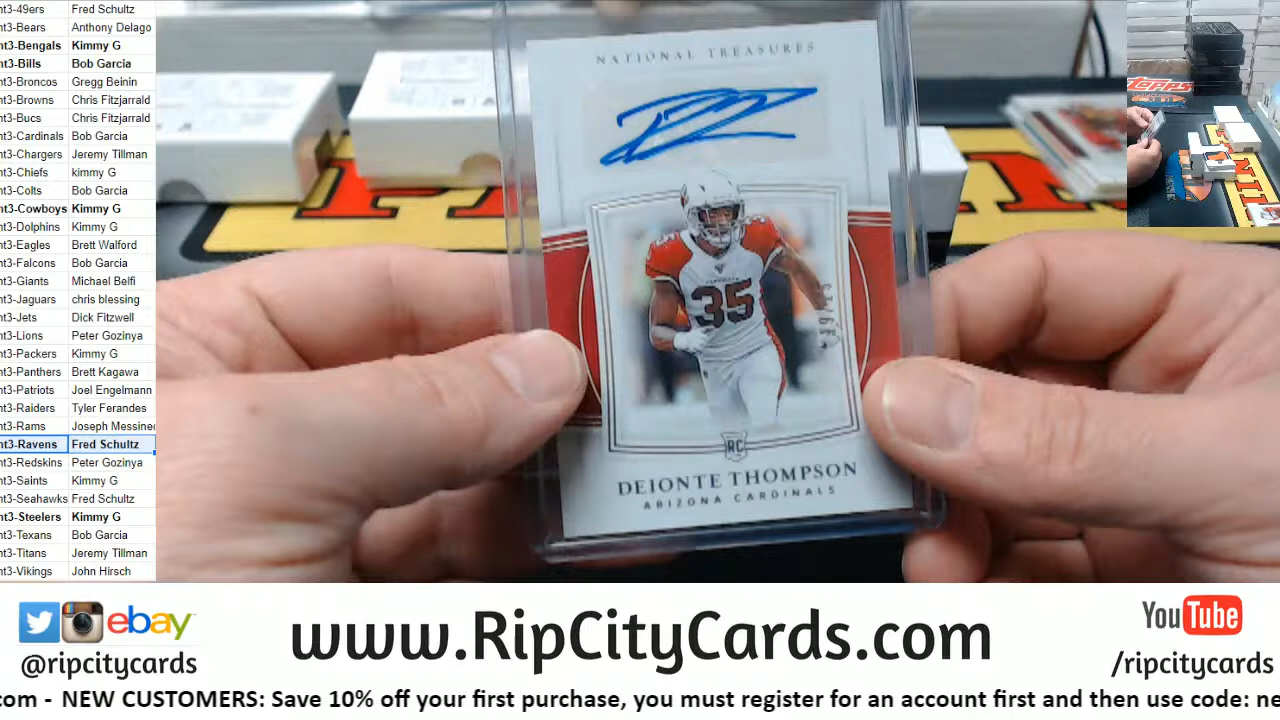 nt3-49ers Fred Schultz
nt3-Bears Anthony Delago
nt3-Bengals Kimmy G
nt3-Bills Bob Garcia
nt3-Broncos Gregg Beinin
nt3-Browns Chris Fitzjarrald
nt3-Bucs Chris Fitzjarrald
nt3-Cardinals Bob Garcia
nt3-Chargers Jeremy Tillman
nt3-Chiefs kimmy G
nt3-Colts Bob Garcia
nt3-Cowboys Kimmy G
nt3-Dolphins Kimmy G
nt3-Eagles Brett Walford
nt3-Falcons Bob Garcia
nt3-Giants Michael Belfi
nt3-Jaguars chris blessing
nt3-Jets Dick Fitzwell
nt3-Lions Peter Gozinya
nt3-Packers Kimmy G
nt3-Panthers Brett Kagawa
nt3-Patriots Joel Engelmann
nt3-Raiders Tyler Ferandes
nt3-Rams Joseph Messine
nt3-Ravens Fred Schultz
nt3-Redskins Peter Gozinya
nt3-Saints Kimmy G
nt3-Seahawks Fred Schultz
nt3-Steelers Kimmy G
nt3-Texans Bob Garcia
nt3-Titans Jeremy Tillman
nt3-Vikings John Hirsch
NATIONAL TREASURES
35
RC
DEIONTE THOMPSON
ARIZONA CARDINALS
TOPPS
ebay
@ripcitycards
www.RipCityCards.com
YouTube
/ripcitycards
com - NEW CUSTOMERS: Save 10% off your first purchase, you must register for an account first and then use code: ne